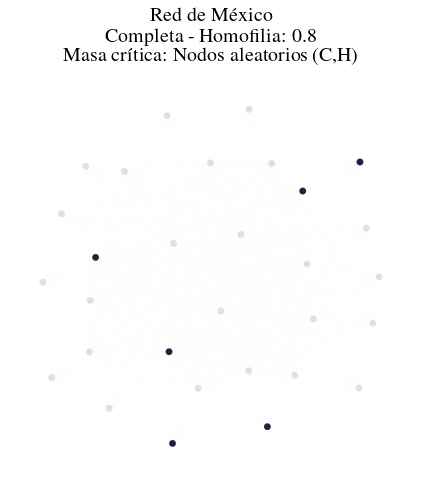 Red de México
Completa - Homofilia: 0.8
Masa crítica: Nodos aleatorios (C,H)